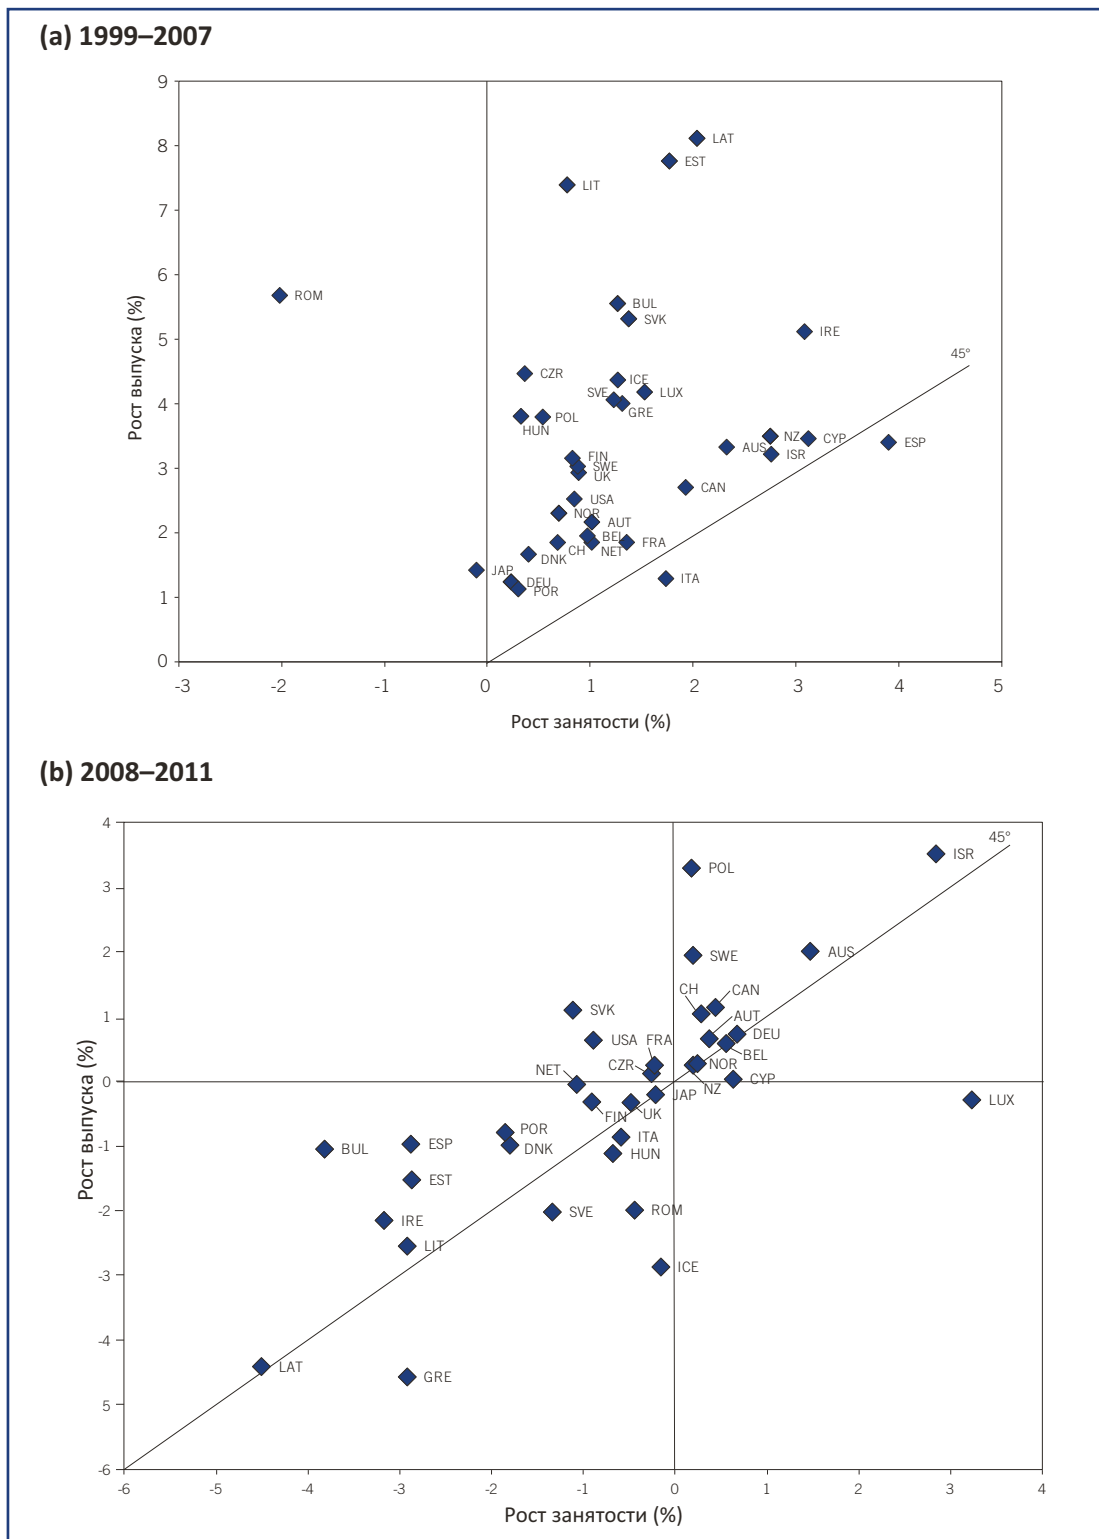 (a) 1999–2007
9
LAT
8
EST
LIT
7
6
ROM
BUL
SVK
5
IRE
45°
CZR
ICE
SVE
LUX
4
GRE
POL
HUN
NZ
CYP
ESP
AUS
ISR
FIN
3
SWE
UK
CAN
USA
NOR
AUT
2
BEL
CH
NET
FRA
DNK
JAP
DEU
ITA
POR
1
0
Рост выпуска (%)
-3 -2 -1 0 1 2 3 4 5
Рост занятости (%)
(b) 2008–2011
4
45°
ISR
POL
3
SWE
AUS
2
CH
CAN
SVK
AUT
1
USA
FRA
DEU
BEL
CZR
NOR
NET
CYP
0
NZ
JAP
LUX
FIN
UK
POR
ITA
-1
BUL
ESP
DNK
HUN
EST
IRE
SVE
ROM
-2
LIT
ICE
-3
-4
LAT
GRE
5
-6
Рост выпуска (%)
-6 -5 -4 -3 -2 -1 0 1 2 3 4
Рост занятости (%)